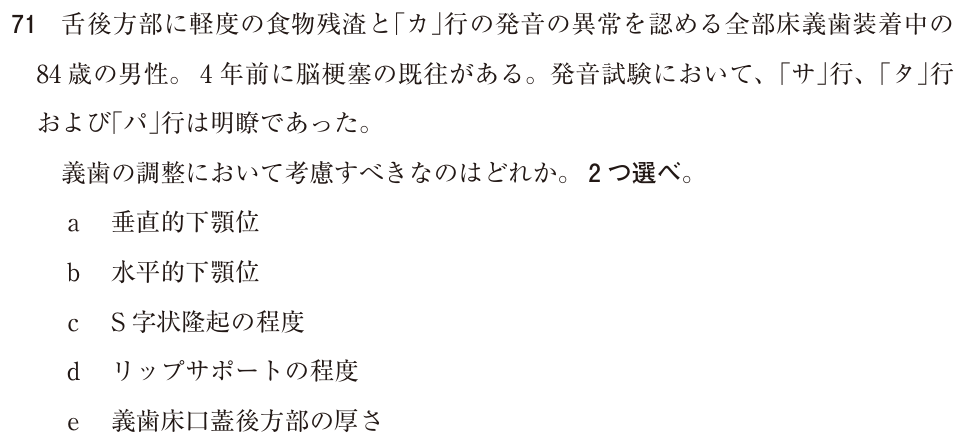 71 舌後方部に軽度の食物残渣と「カ」行の発音の異常を認める全部床義歯装着中の
84歳の男性。4年前に脳梗塞の既往がある。発音試験において、「サ」行、「タ」行
および「パ」行は明瞭であった。
義歯の調整において考慮すべきなのはどれか。2つ選べ。
a 垂直的下顎位
b 水平的下顎位
c S字状隆起の程度
d リップサポートの程度
e 義歯床口蓋後方部の厚さ